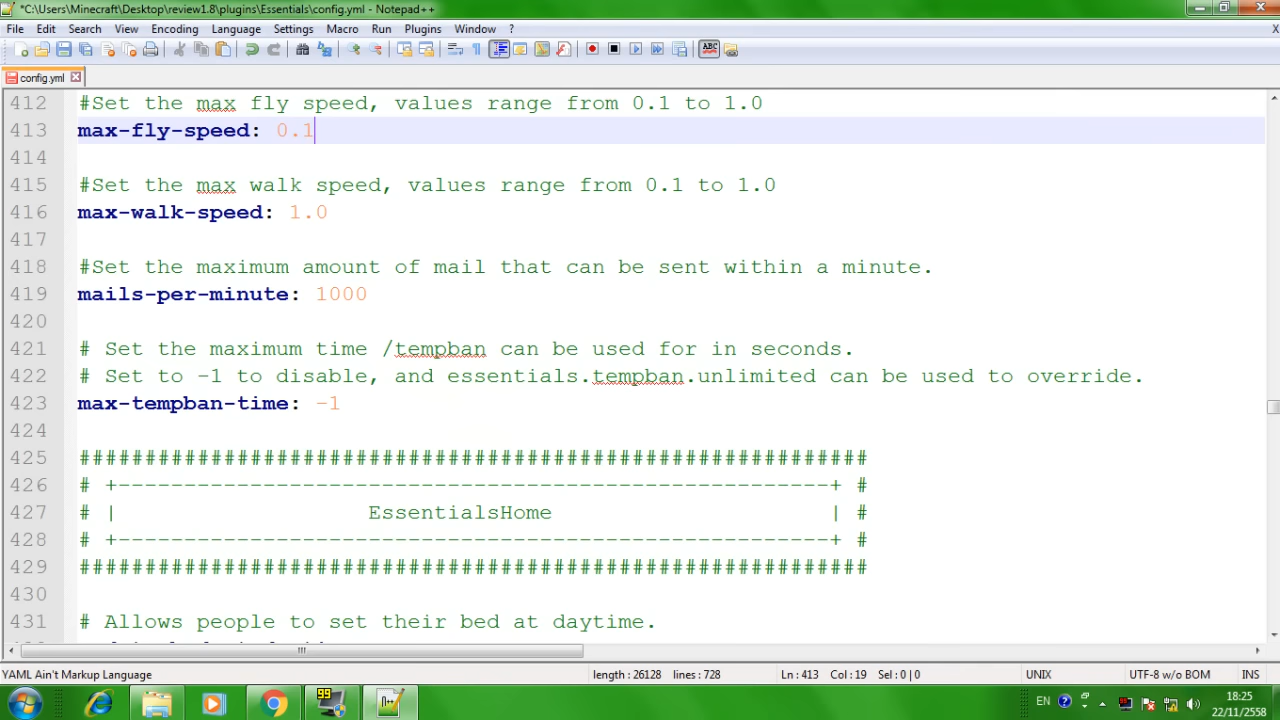 *C:\Users\Minecraft\Desktop\review1.8\plugins\Essentials\config.yml - Notepad++
File Edit Search View Encoding Language Settings Macro Run Plugins Window ? X
ABC
config.yml
412 #Set the max fly speed, values range from 0.1 to 1.0
413 max-fly-speed: 0.1
414
415 #Set the max walk speed, values range from 0.1 to 1.0
416 max-walk-speed: 1.0
417
418 #Set the maximum amount of mail that can be sent within a minute.
419 mails-per-minute: 1000
420
421 # Set the maximum time /tempban can be used for in seconds.
422 # Set to -1 to disable, and essentials.tempban.unlimited can be used to override.
423 max-tempban-time: -1
424
425 ############################################################
426 # +------------------------------------------------------+ #
427 # | EssentialsHome | #
428 # +------------------------------------------------------+ #
429 ############################################################
430
431 # Allows people to set their bed at daytime.
YAML Ain't Markup Language length : 26128 lines : 728 Ln : 413 Col : 19 Sel : 0 | 0 UNIX UTF-8 w/o BOM INS
99 EN 18:25
22/11/2558